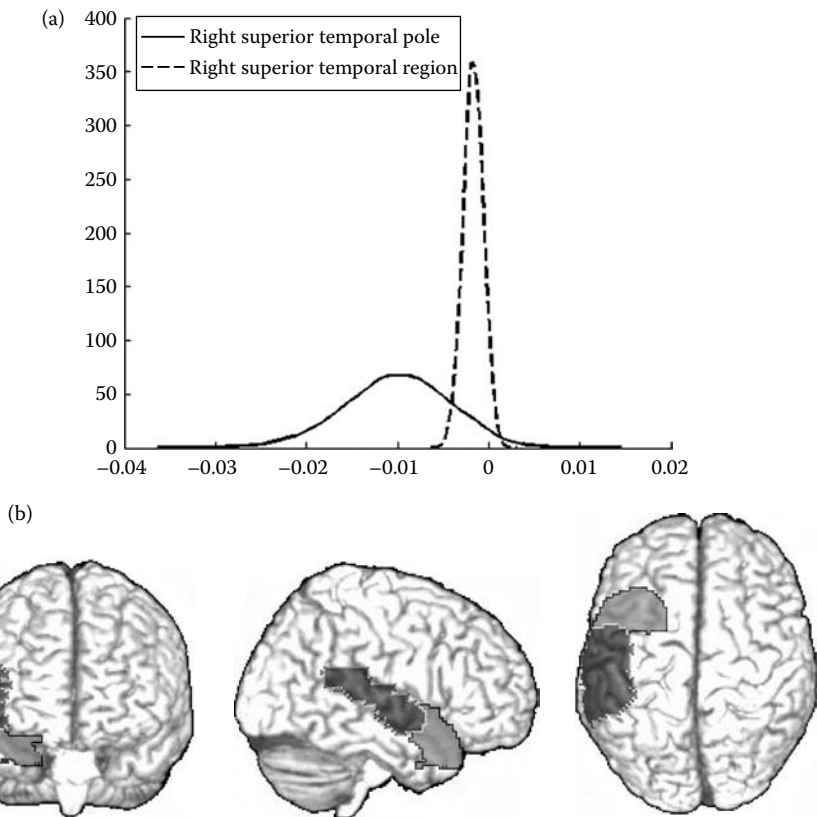 (a)
400
Right superior temporal pole
350
Right superior temporal region
300
250
200
150
100
50
0
−0.04 −0.03 −0.02 −0.01 0 0.01 0.02
(b)